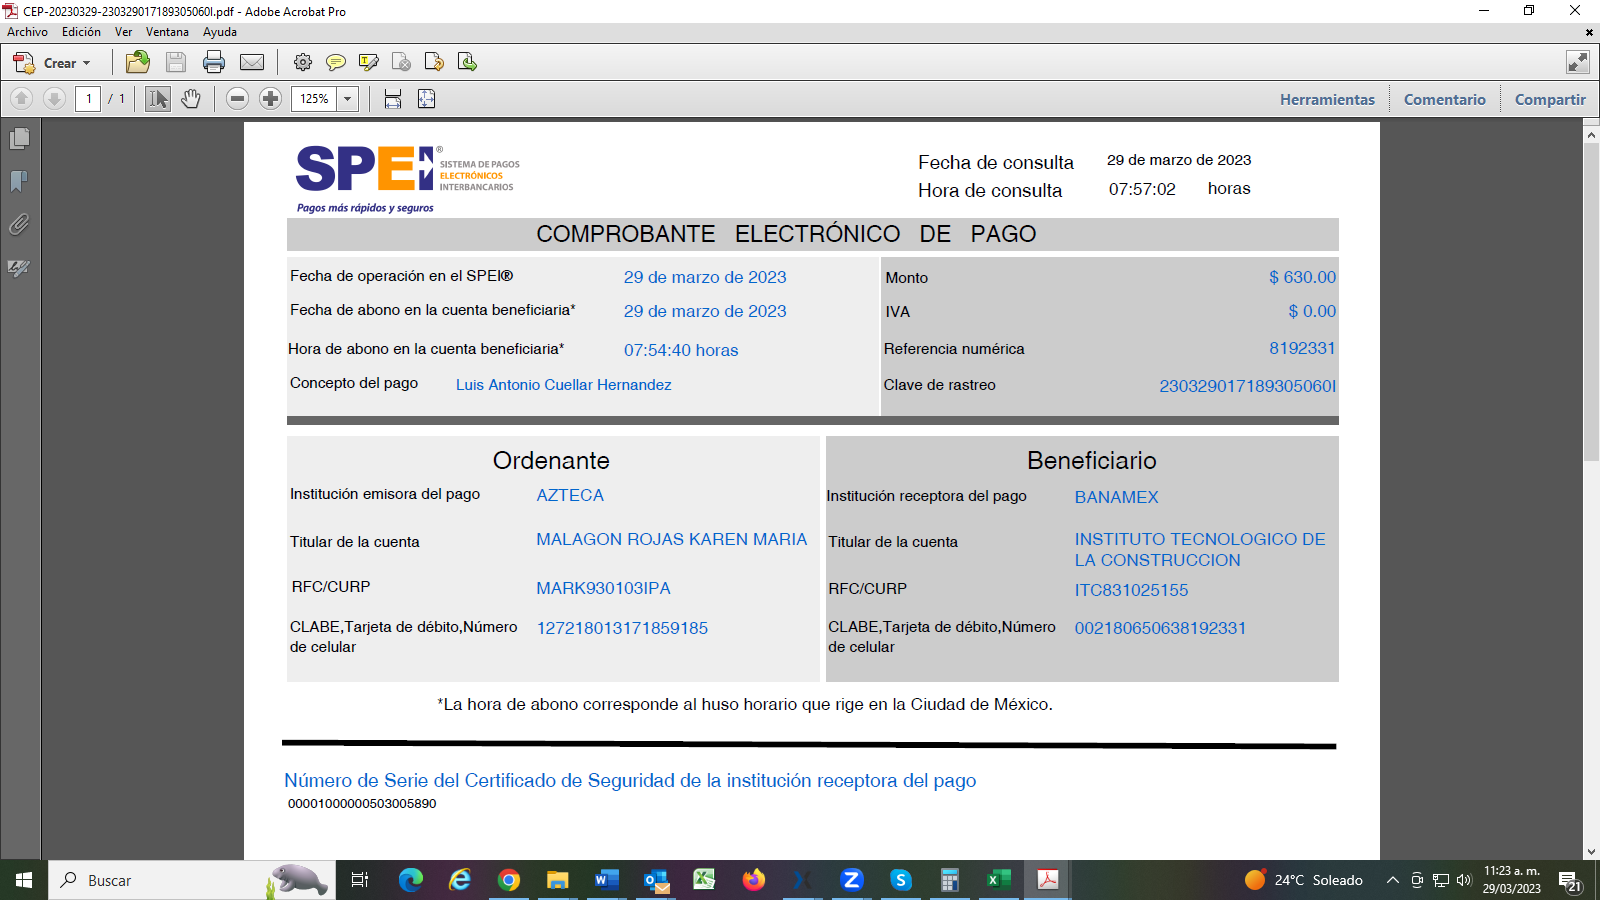 CEP-20230329-230329017189305060I.pdf - Adobe Acrobat Pro
Archivo Edición Ver Ventana Ayuda
Crear
1 / 1 125% Herramientas Comentario Compartir
SPEI® SISTEMA DE PAGOS
ELECTRÓNICOS
INTERBANCARIOS
Pagos más rápidos y seguros
Fecha de consulta 29 de marzo de 2023
Hora de consulta 07:57:02 horas
COMPROBANTE ELECTRÓNICO DE PAGO
Fecha de operación en el SPEI® 29 de marzo de 2023
Fecha de abono en la cuenta beneficiaria* 29 de marzo de 2023
Hora de abono en la cuenta beneficiaria* 07:54:40 horas
Concepto del pago Luis Antonio Cuellar Hernandez
Monto $ 630.00
IVA $ 0.00
Referencia numérica 8192331
Clave de rastreo 230329017189305060I
Ordenante
Institución emisora del pago AZTECA
Titular de la cuenta MALAGON ROJAS KAREN MARIA
RFC/CURP MARK930103IPA
CLABE,Tarjeta de débito,Número 127218013171859185
de celular
Beneficiario
Institución receptora del pago BANAMEX
Titular de la cuenta INSTITUTO TECNOLOGICO DE
LA CONSTRUCCION
RFC/CURP ITC831025155
CLABE,Tarjeta de débito,Número 002180650638192331
de celular
*La hora de abono corresponde al huso horario que rige en la Ciudad de México.
Número de Serie del Certificado de Seguridad de la institución receptora del pago
00001000000503005890
Buscar
24°C Soleado
11:23 a. m.
29/03/2023
21